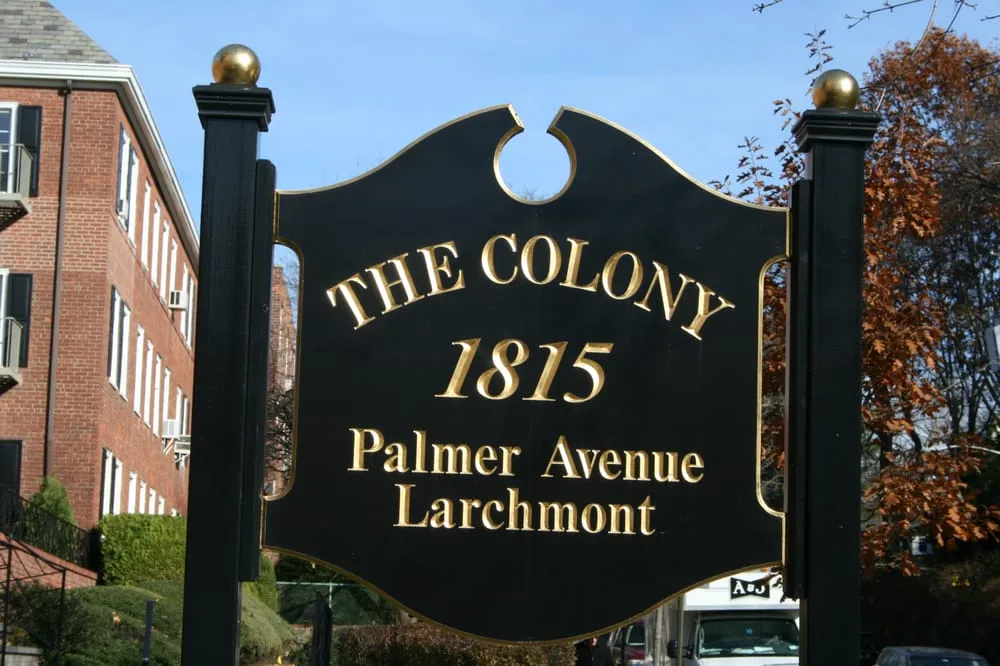 THE COLONY
1815
Palmer Avenue
Larchmont